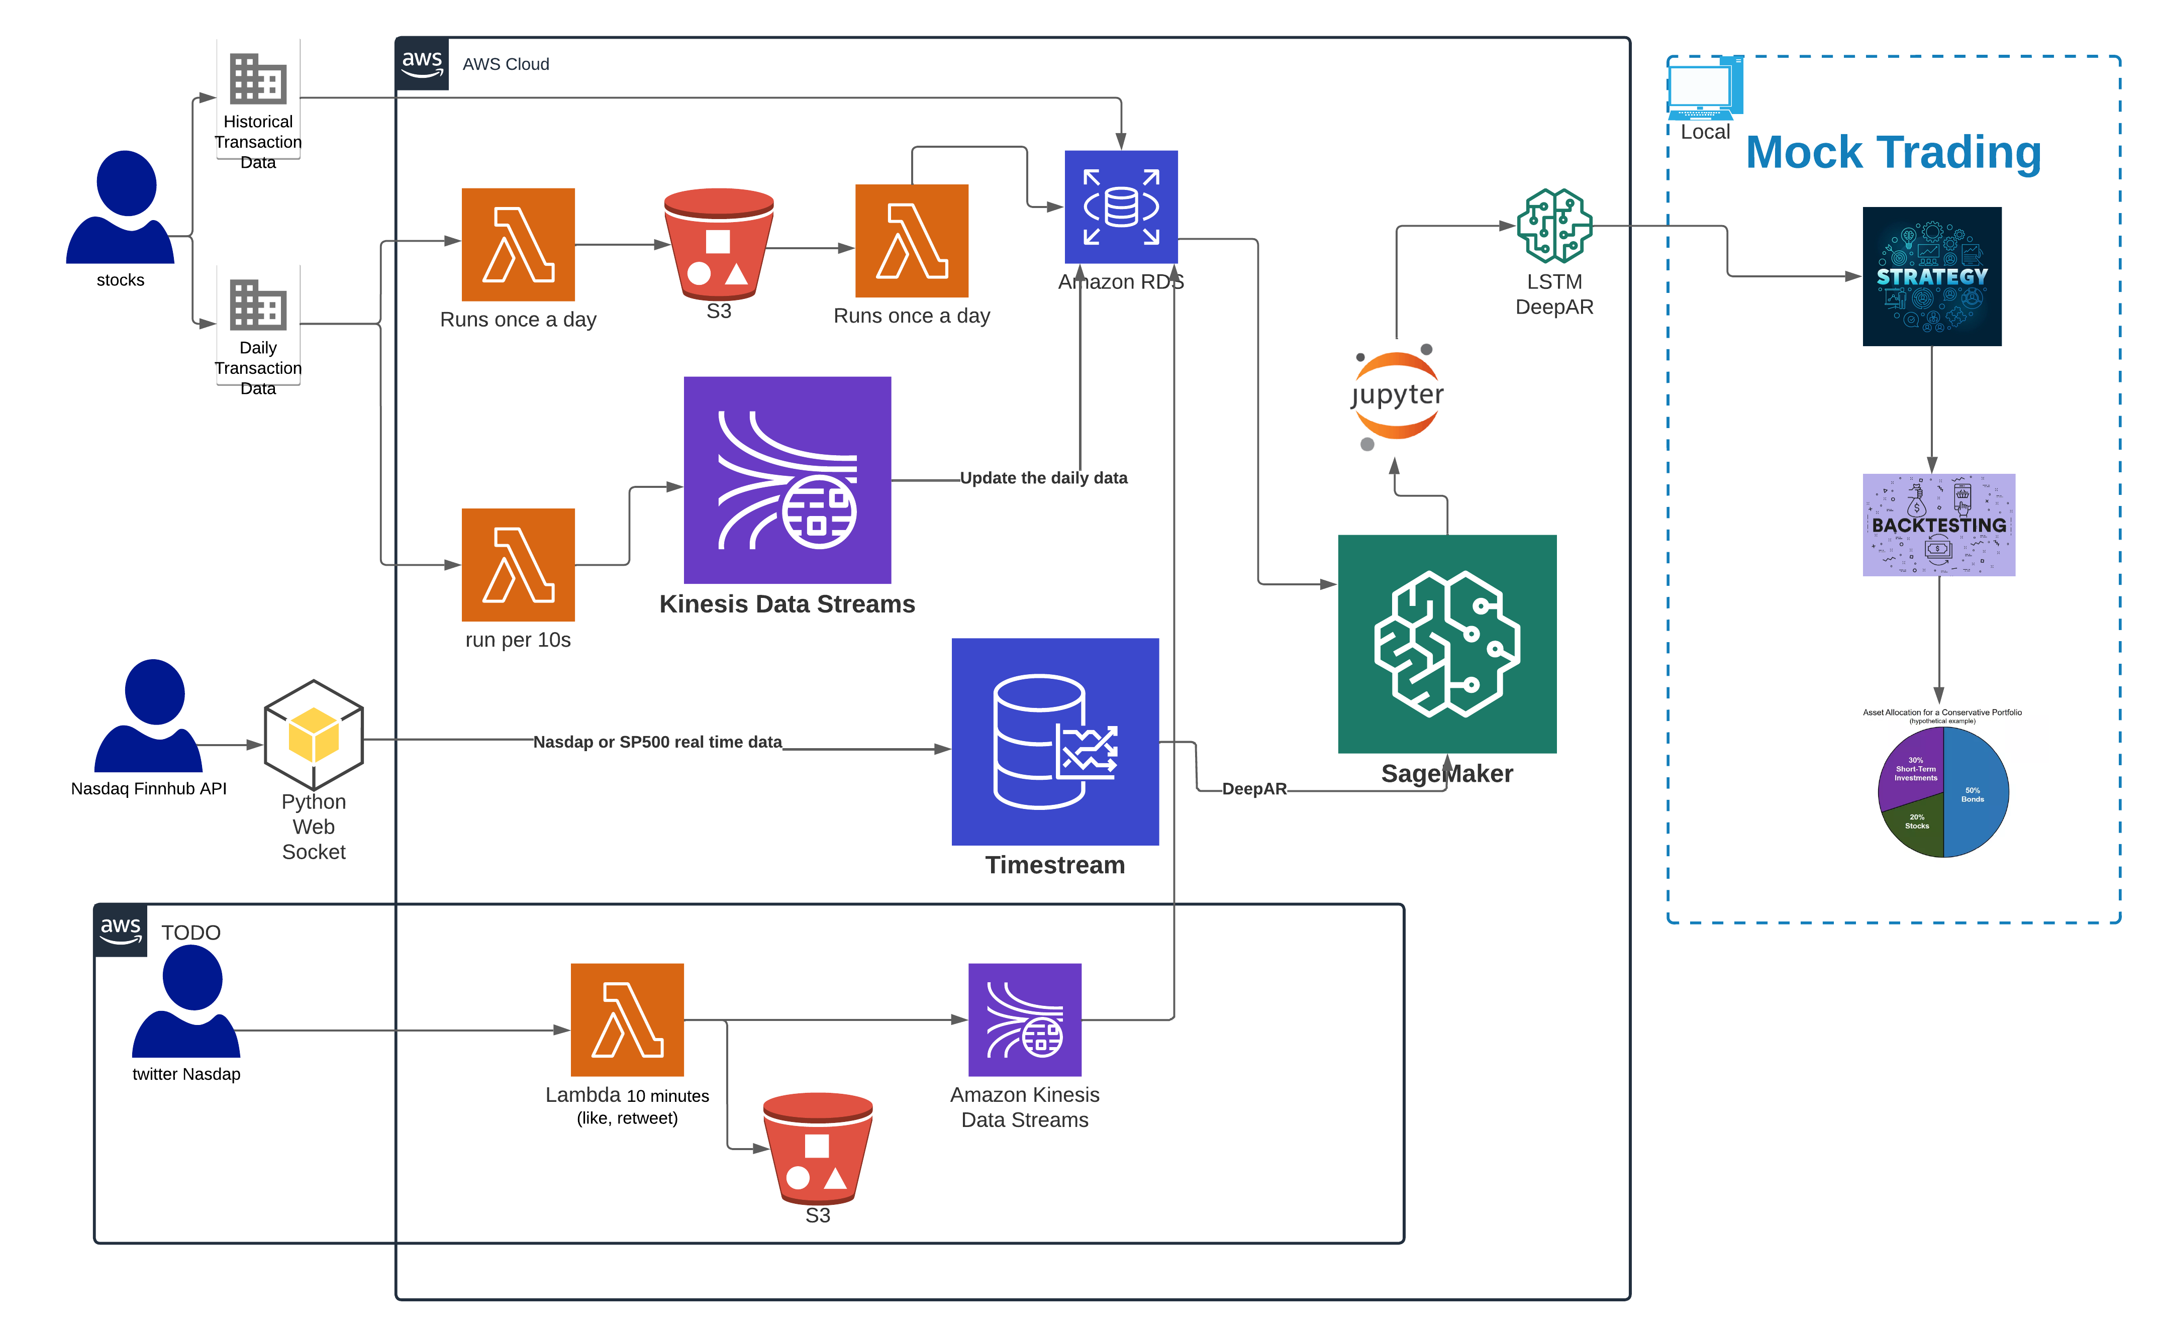 aws
AWS Cloud
Historical
Transaction
Data
stocks
Daily
Transaction
Data
Runs once a day
S3
Runs once a day
Amazon RDS
LSTM
DeepAR
Local
Mock Trading
STRATEGY
jupyter
Update the daily data
Kinesis Data Streams
run per 10s
BACKTESTING
Nasdaq Finnhub API
Python
Web
Socket
Nasdap or SP500 real time data
Timestream
DeepAR
SageMaker
Asset Allocation for a Conservative Portfolio
(hypothetical example)
30%
Short-Term
Investments
50%
Bonds
20%
Stocks
aws
TODO
twitter Nasdap
Lambda 10 minutes
(like, retweet)
S3
Amazon Kinesis
Data Streams